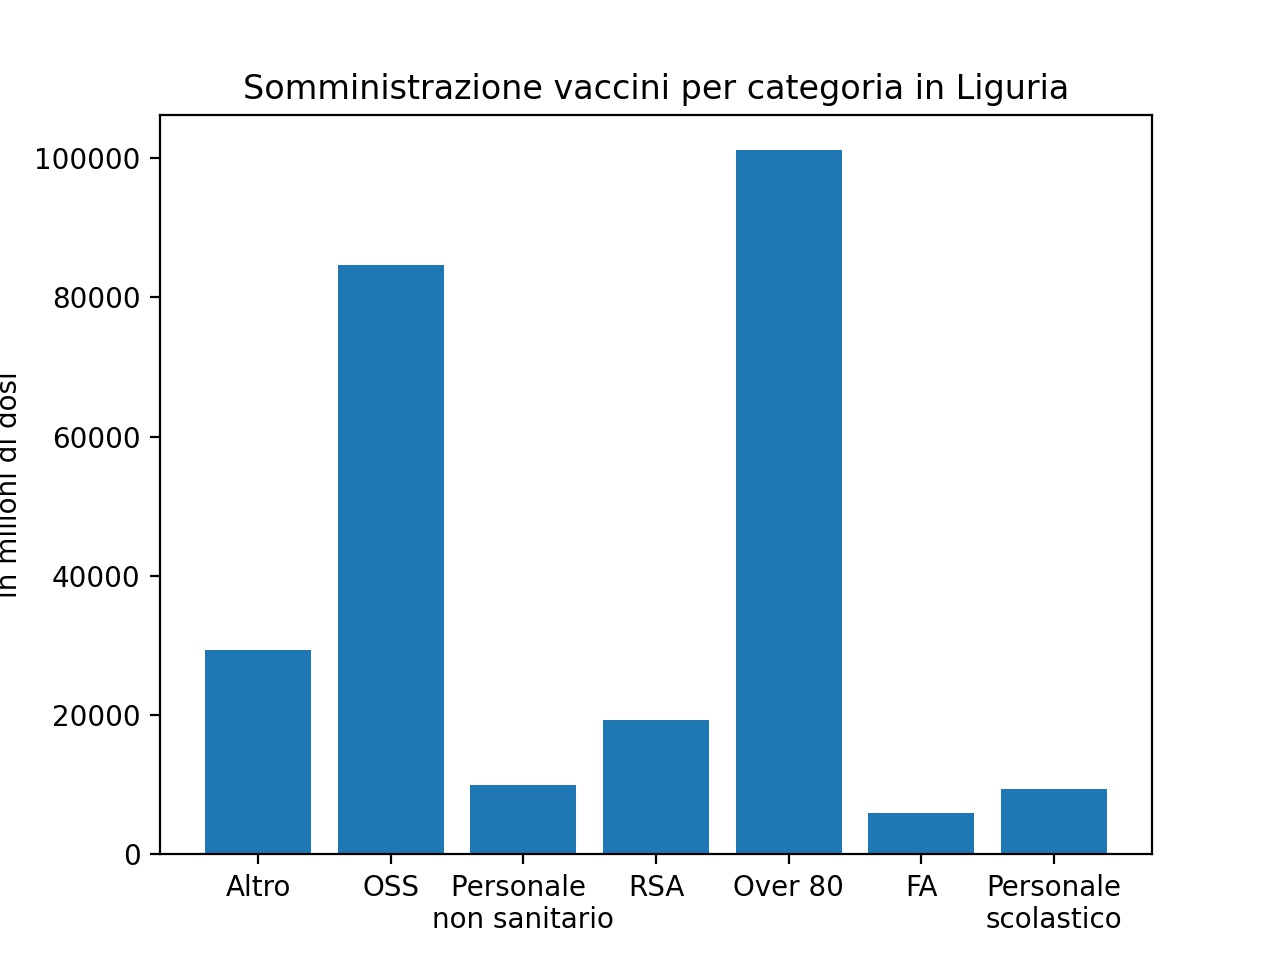 Somministrazione vaccini per categoria in Liguria
100000
80000
60000
40000
20000
0
In milioni di dosi
Altro
OSS
Personale
non sanitario
RSA
Over 80
FA
Personale
scolastico